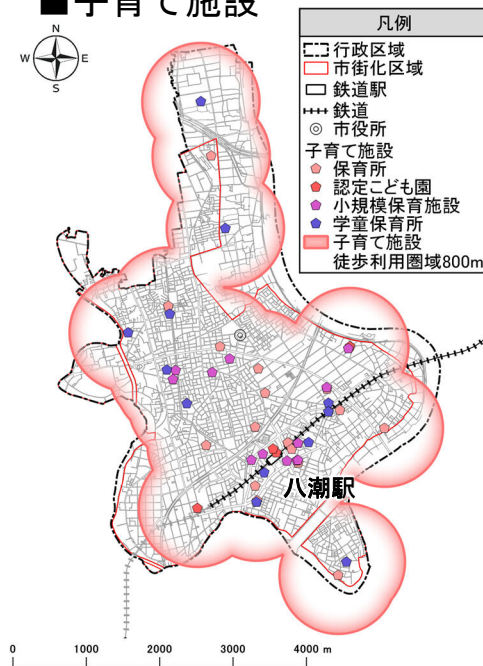 ■子育て施設
N
W E
S
凡例
行政区域
市街化区域
鉄道駅
鉄道
市役所
子育て施設
保育所
認定こども園
小規模保育施設
学童保育所
子育て施設
徒歩利用圏域800m
八潮駅
0 1000 2000 3000 4000 m